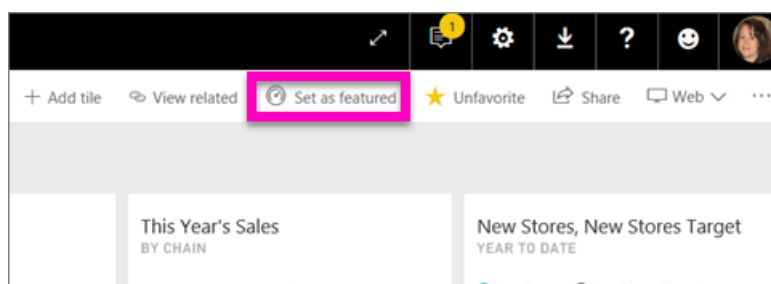 1
?
+ Add tile View related Set as featured Unfavorite Share Web ...
This Year's Sales
BY CHAIN
New Stores, New Stores Target
YEAR TO DATE